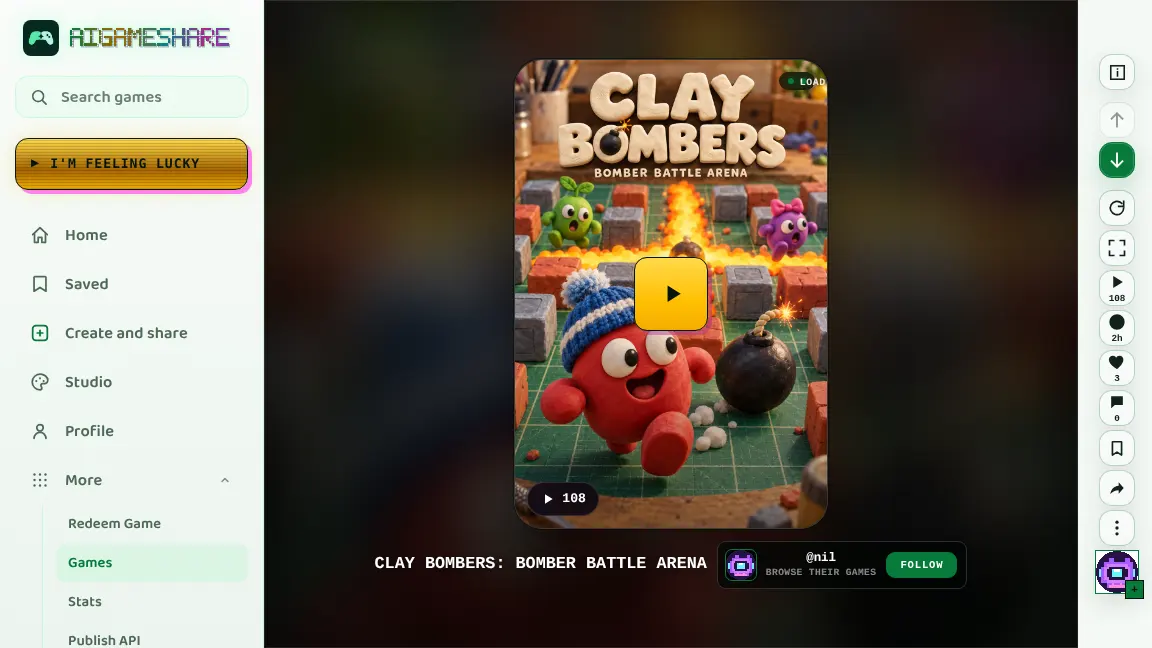 AIGAMESHARE
Search games
I'M FEELING LUCKY
Home
Saved
Create and share
Studio
Profile
More
Redeem Game
Games
Stats
Publish API
LOAD
CLAY
BOMBERS
BOMBER BATTLE ARENA
108
CLAY BOMBERS: BOMBER BATTLE ARENA
@nil
BROWSE THEIR GAMES
FOLLOW
108
2h
3
0